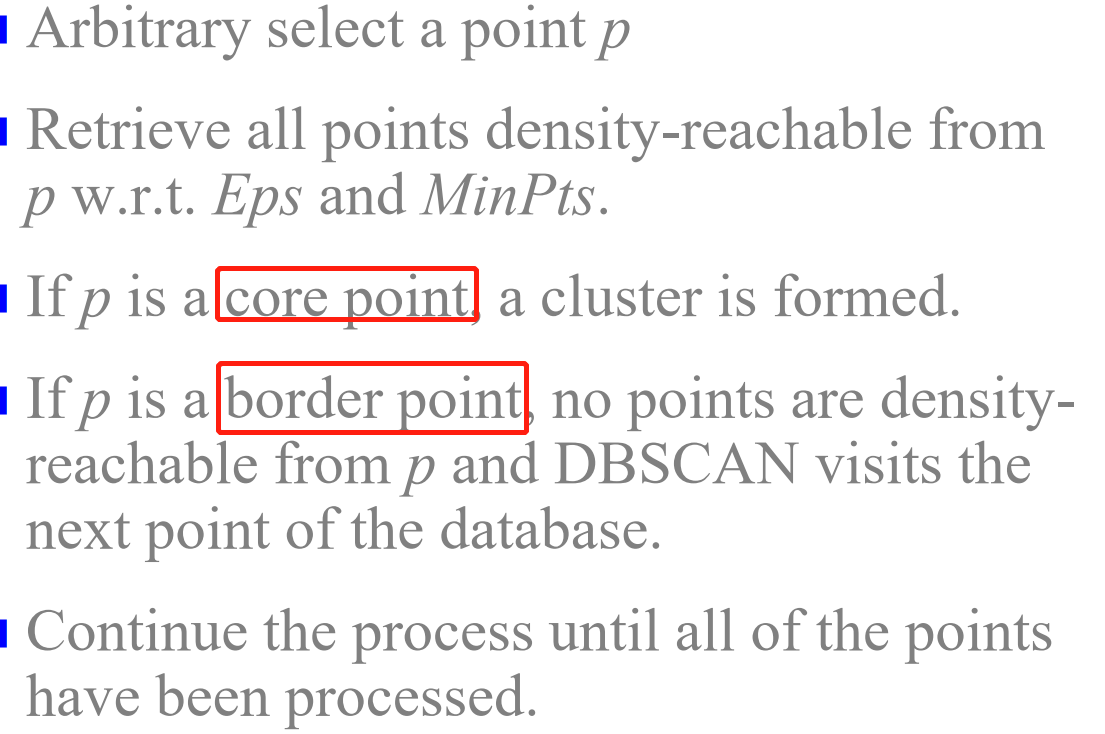 Arbitrary select a point p
Retrieve all points density-reachable from
p w.r.t. Eps and MinPts.
If p is a core point, a cluster is formed.
If p is a border point, no points are density-
reachable from p and DBSCAN visits the
next point of the database.
Continue the process until all of the points
have been processed.